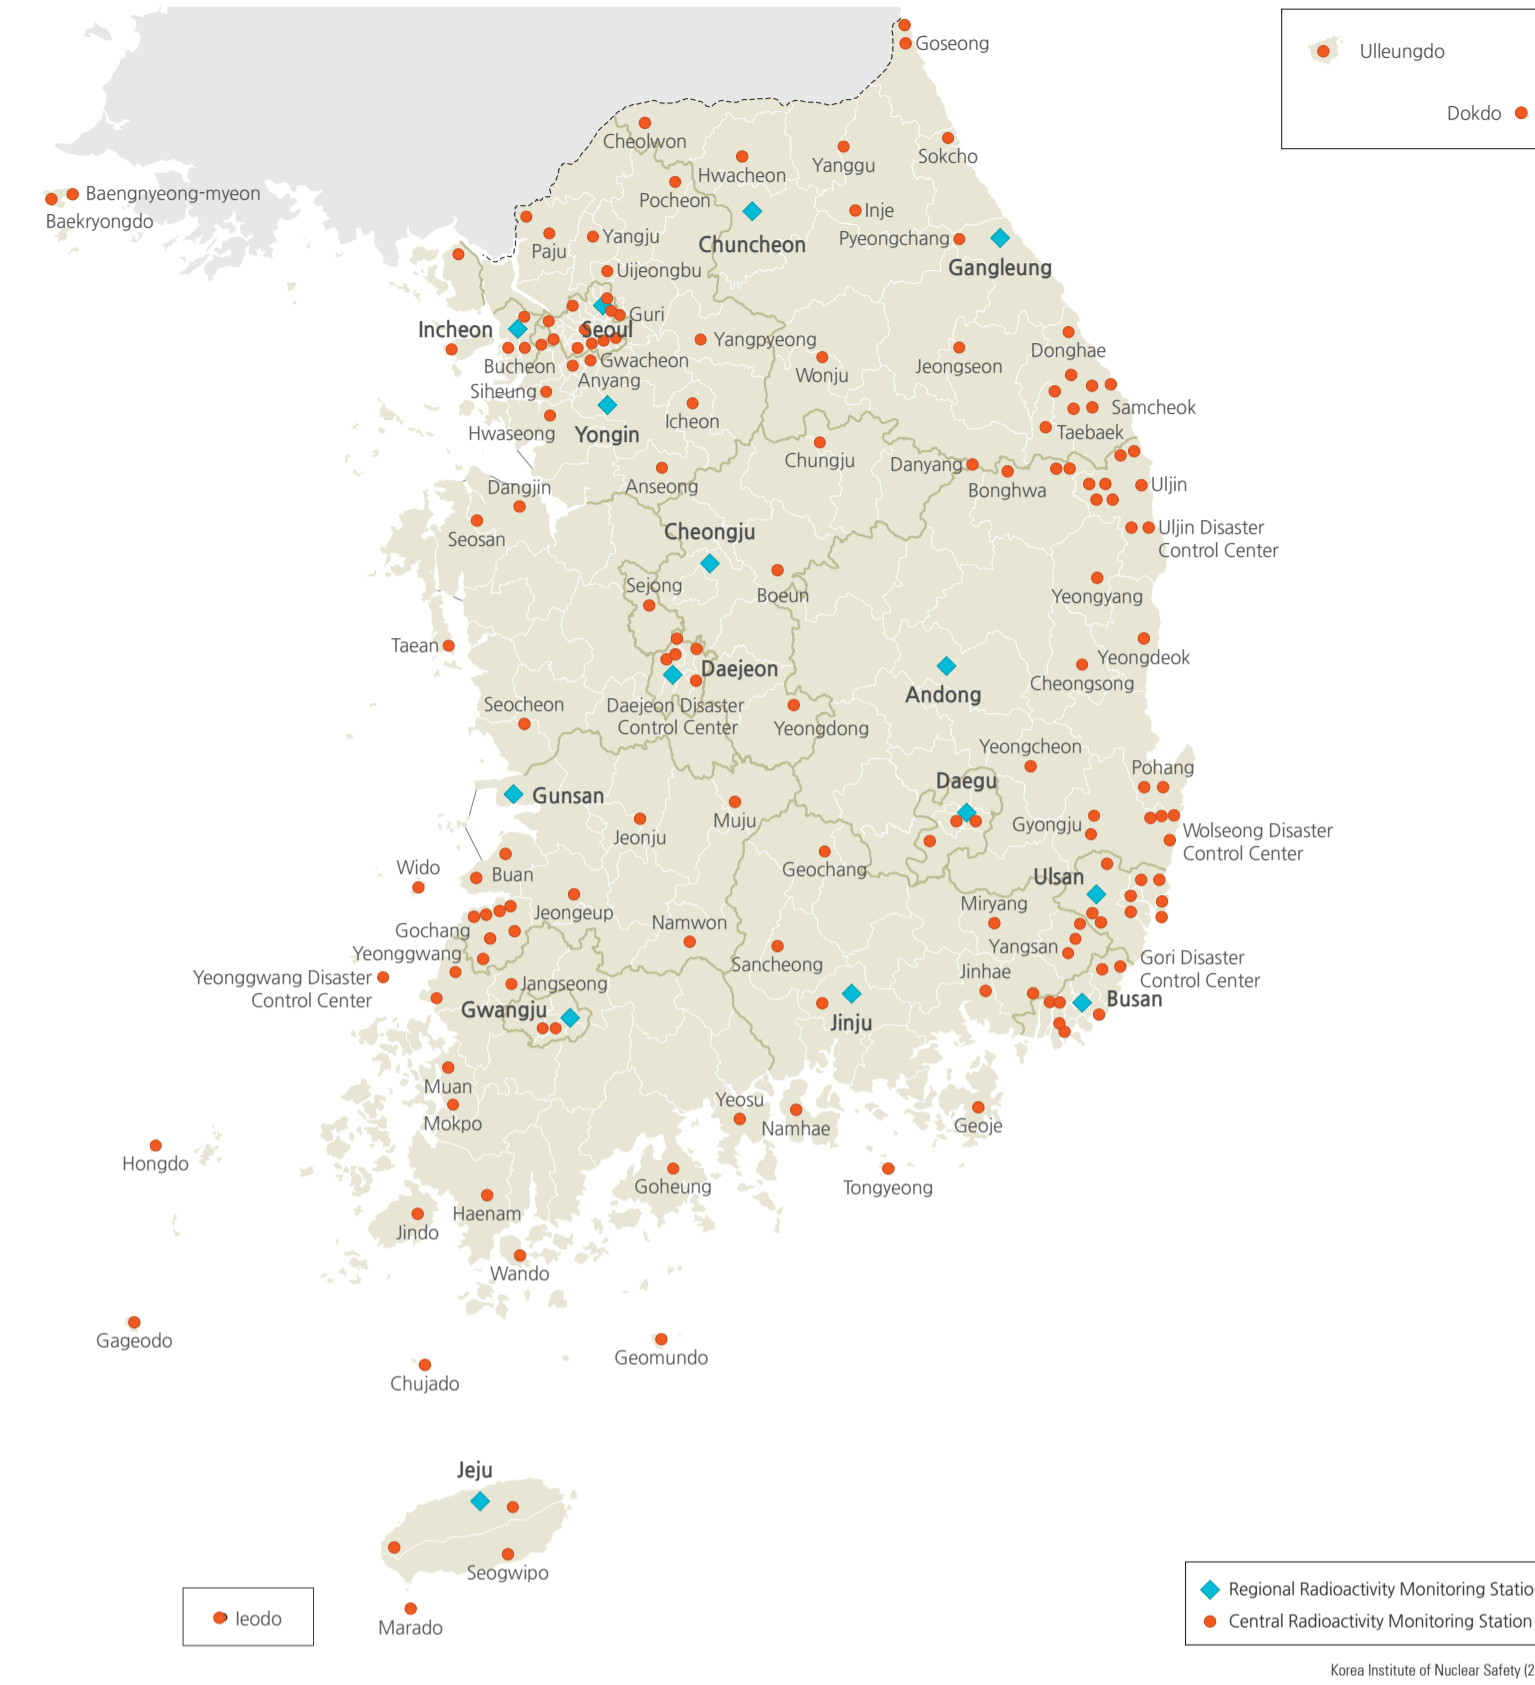 Goseong
Ulleungdo
Dokdo
Cheolwon
Hwacheon
Yanggu
Sokcho
Baengnyeong-myeon
Baekryongdo
Pocheon
Inje
Chuncheon
Pyeongchang
Gangleung
Paju
Yangju
Uijeongbu
Guri
Incheon
Seoul
Yangpyeong
Donghae
Bucheon
Gwacheon
Anyang
Wonju
Jeongseon
Siheung
Icheon
Samcheok
Hwaseong
Yongin
Taebaek
Chungju
Danyang
Anseong
Bonghwa
Uljin
Dangjin
Seosan
Cheongju
Uljin Disaster
Control Center
Sejong
Boeun
Yeongyang
Taean
Daejeon
Yeongdeok
Cheongsong
Andong
Seocheon
Daejeon Disaster
Control Center
Yeongdong
Yeongcheon
Pohang
Daegu
Gunsan
Muju
Jeonju
Gyongju
Wolseong Disaster
Control Center
Wido
Buan
Geochang
Ulsan
Jeongeup
Miryang
Gochang
Namwon
Yangsan
Yeonggwang
Sancheong
Gori Disaster
Control Center
Yeonggwang Disaster
Control Center
Jangseong
Jinhae
Gwangju
Busan
Jinju
Muan
Mokpo
Yeosu
Namhae
Geoje
Hongdo
Goheung
Tongyeong
Haenam
Jindo
Wando
Gageodo
Geomundo
Chujado
Jeju
Seogwipo
Ieodo
Marado
Regional Radioactivity Monitoring Statio
Central Radioactivity Monitoring Station
Korea Institute of Nuclear Safety (2